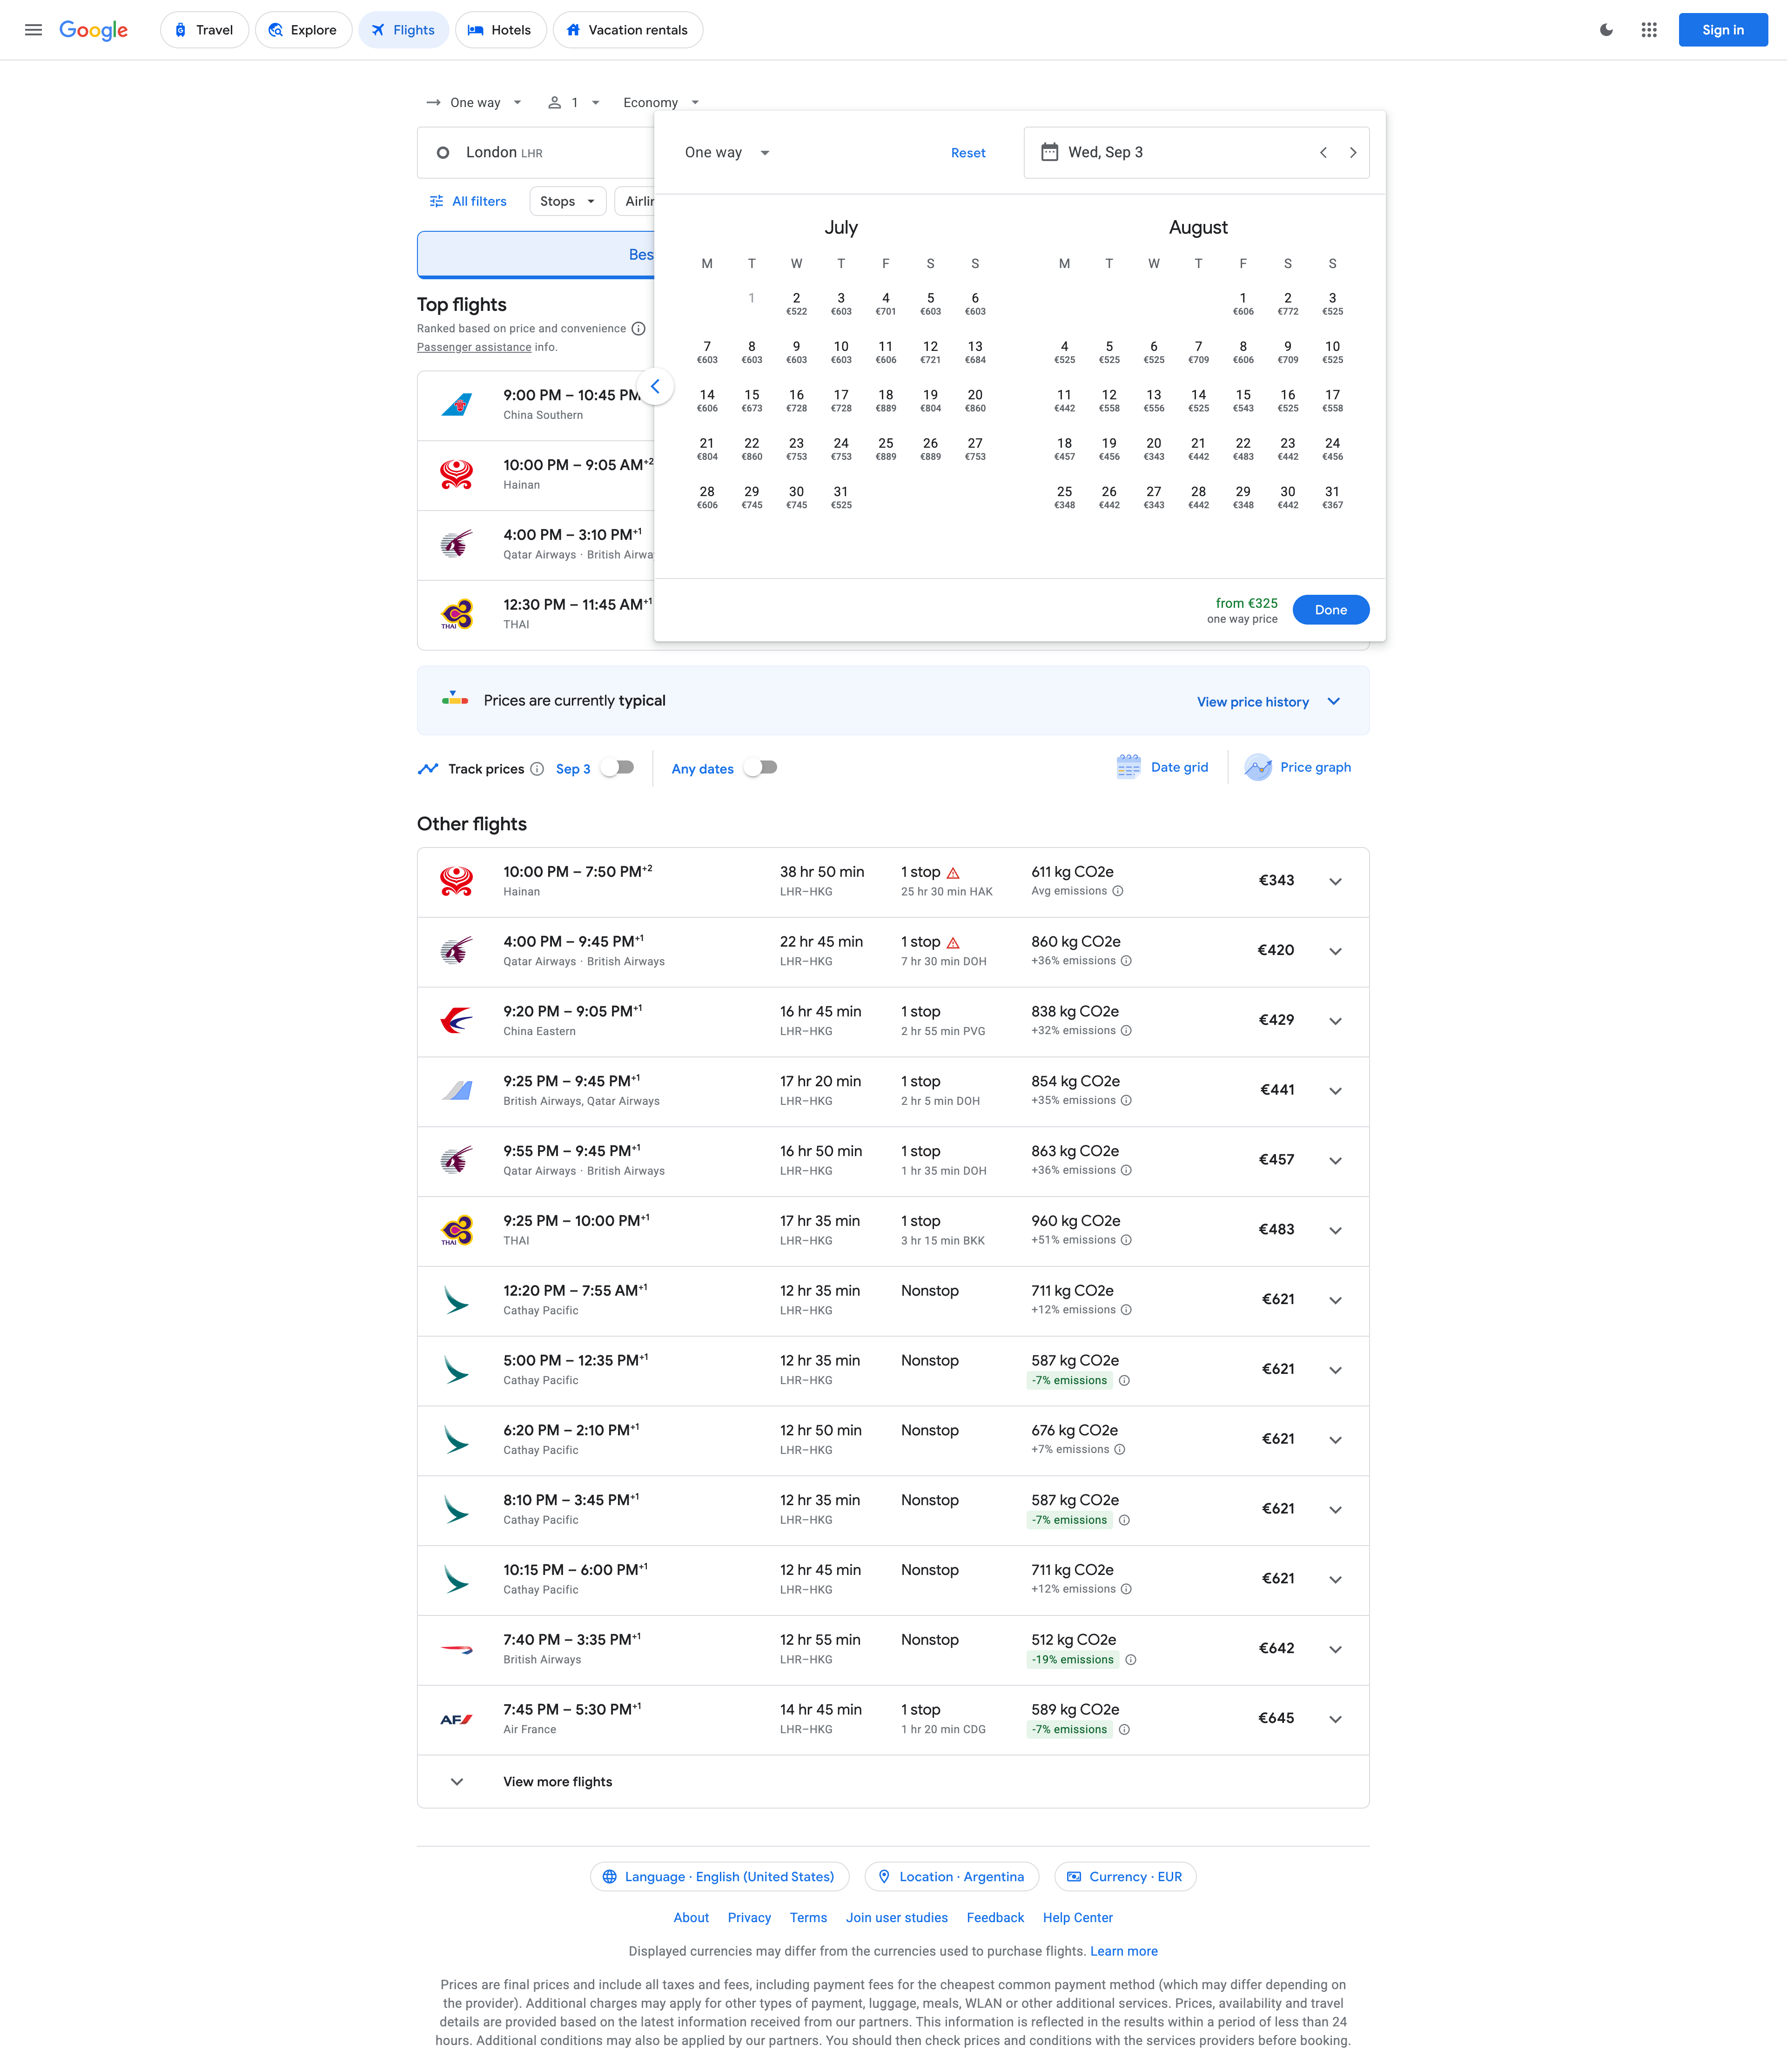 Google
Travel
Explore
Flights
Hotels
Vacation rentals
Sign in
One way
1
Economy
London LHR
One way
Reset
Wed, Sep 3
All filters
Stops
Airlin
Bes
July
August
M T W T F S S
M T W T F S S
1 2 3 4 5 6
€522 €603 €701 €603 €603
1 2 3
€606 €772 €525
7 8 9 10 11 12 13
€603 €603 €603 €603 €606 €721 €684
4 5 6 7 8 9 10
€525 €525 €525 €709 €606 €709 €525
14 15 16 17 18 19 20
€606 €673 €728 €728 €889 €804 €860
11 12 13 14 15 16 17
€442 €558 €556 €525 €543 €525 €558
21 22 23 24 25 26 27
€804 €860 €753 €753 €889 €889 €753
18 19 20 21 22 23 24
€457 €456 €343 €442 €483 €442 €456
28 29 30 31
€606 €745 €745 €525
25 26 27 28 29 30 31
€348 €442 €343 €442 €348 €442 €367
from €325
one way price
Done
Top flights
Ranked based on price and convenience
Passenger assistance info.
9:00 PM – 10:45 PM
China Southern
10:00 PM – 9:05 AM+2
Hainan
4:00 PM – 3:10 PM+1
Qatar Airways · British Airwa
THAI
12:30 PM – 11:45 AM+1
THAI
Prices are currently typical
View price history
Track prices
Sep 3
Any dates
Date grid
Price graph
Other flights
10:00 PM – 7:50 PM+2 38 hr 50 min 1 stop 611 kg CO2e €343
Hainan LHR–HKG 25 hr 30 min HAK Avg emissions
4:00 PM – 9:45 PM+1 22 hr 45 min 1 stop 860 kg CO2e €420
Qatar Airways · British Airways LHR–HKG 7 hr 30 min DOH +36% emissions
9:20 PM – 9:05 PM+1 16 hr 45 min 1 stop 838 kg CO2e €429
China Eastern LHR–HKG 2 hr 55 min PVG +32% emissions
9:25 PM – 9:45 PM+1 17 hr 20 min 1 stop 854 kg CO2e €441
British Airways, Qatar Airways LHR–HKG 2 hr 5 min DOH +35% emissions
9:55 PM – 9:45 PM+1 16 hr 50 min 1 stop 863 kg CO2e €457
Qatar Airways · British Airways LHR–HKG 1 hr 35 min DOH +36% emissions
9:25 PM – 10:00 PM+1 17 hr 35 min 1 stop 960 kg CO2e €483
THAI THAI LHR–HKG 3 hr 15 min BKK +51% emissions
12:20 PM – 7:55 AM+1 12 hr 35 min Nonstop 711 kg CO2e €621
Cathay Pacific LHR–HKG +12% emissions
5:00 PM – 12:35 PM+1 12 hr 35 min Nonstop 587 kg CO2e €621
Cathay Pacific LHR–HKG -7% emissions
6:20 PM – 2:10 PM+1 12 hr 50 min Nonstop 676 kg CO2e €621
Cathay Pacific LHR–HKG +7% emissions
8:10 PM – 3:45 PM+1 12 hr 35 min Nonstop 587 kg CO2e €621
Cathay Pacific LHR–HKG -7% emissions
10:15 PM – 6:00 PM+1 12 hr 45 min Nonstop 711 kg CO2e €621
Cathay Pacific LHR–HKG +12% emissions
7:40 PM – 3:35 PM+1 12 hr 55 min Nonstop 512 kg CO2e €642
British Airways LHR–HKG -19% emissions
AF 7:45 PM – 5:30 PM+1 14 hr 45 min 1 stop 589 kg CO2e €645
Air France LHR–HKG 1 hr 20 min CDG -7% emissions
View more flights
Language · English (United States)
Location · Argentina
Currency · EUR
About Privacy Terms Join user studies Feedback Help Center
Displayed currencies may differ from the currencies used to purchase flights. Learn more
Prices are final prices and include all taxes and fees, including payment fees for the cheapest common payment method (which may differ depending on
the provider). Additional charges may apply for other types of payment, luggage, meals, WLAN or other additional services. Prices, availability and travel
details are provided based on the latest information received from our partners. This information is reflected in the results within a period of less than 24
hours. Additional conditions may also be applied by our partners. You should then check prices and conditions with the services providers before booking.